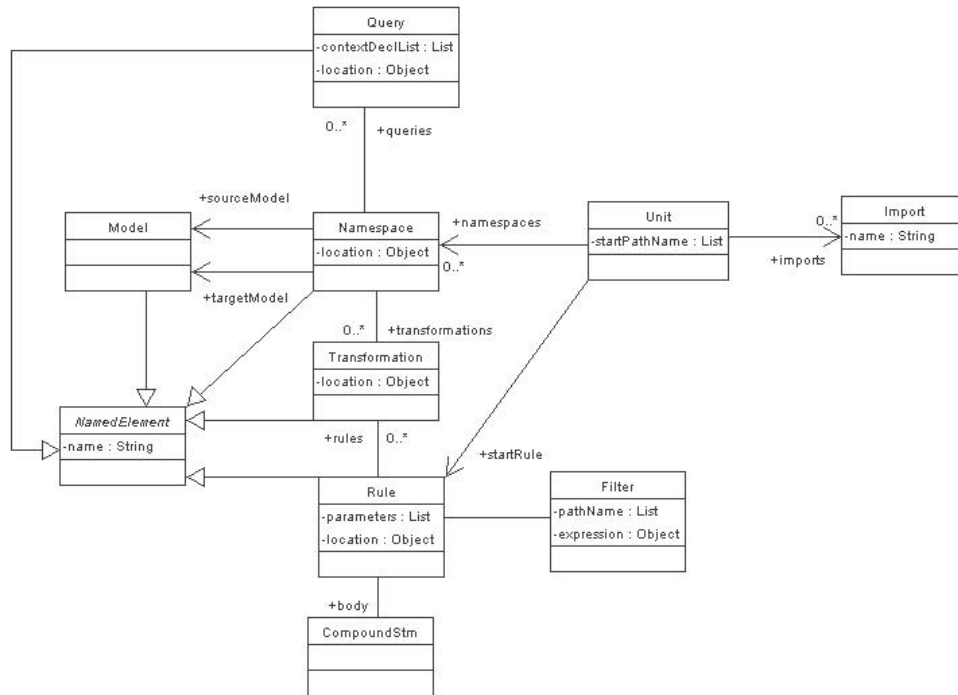 Query
-contextDeclList : List
-location : Object
0..*
+queries
+sourceModel
Model
Namespace
-location : Object
+namespaces
0..*
Unit
-startPathName : List
0..*
+imports
Import
-name : String
+targetModel
0..*
+transformations
Transformation
-location : Object
NamedElement
-name : String
+rules
0..*
+startRule
Rule
-parameters : List
-location : Object
Filter
-pathName : List
-expression : Object
+body
CompoundStm